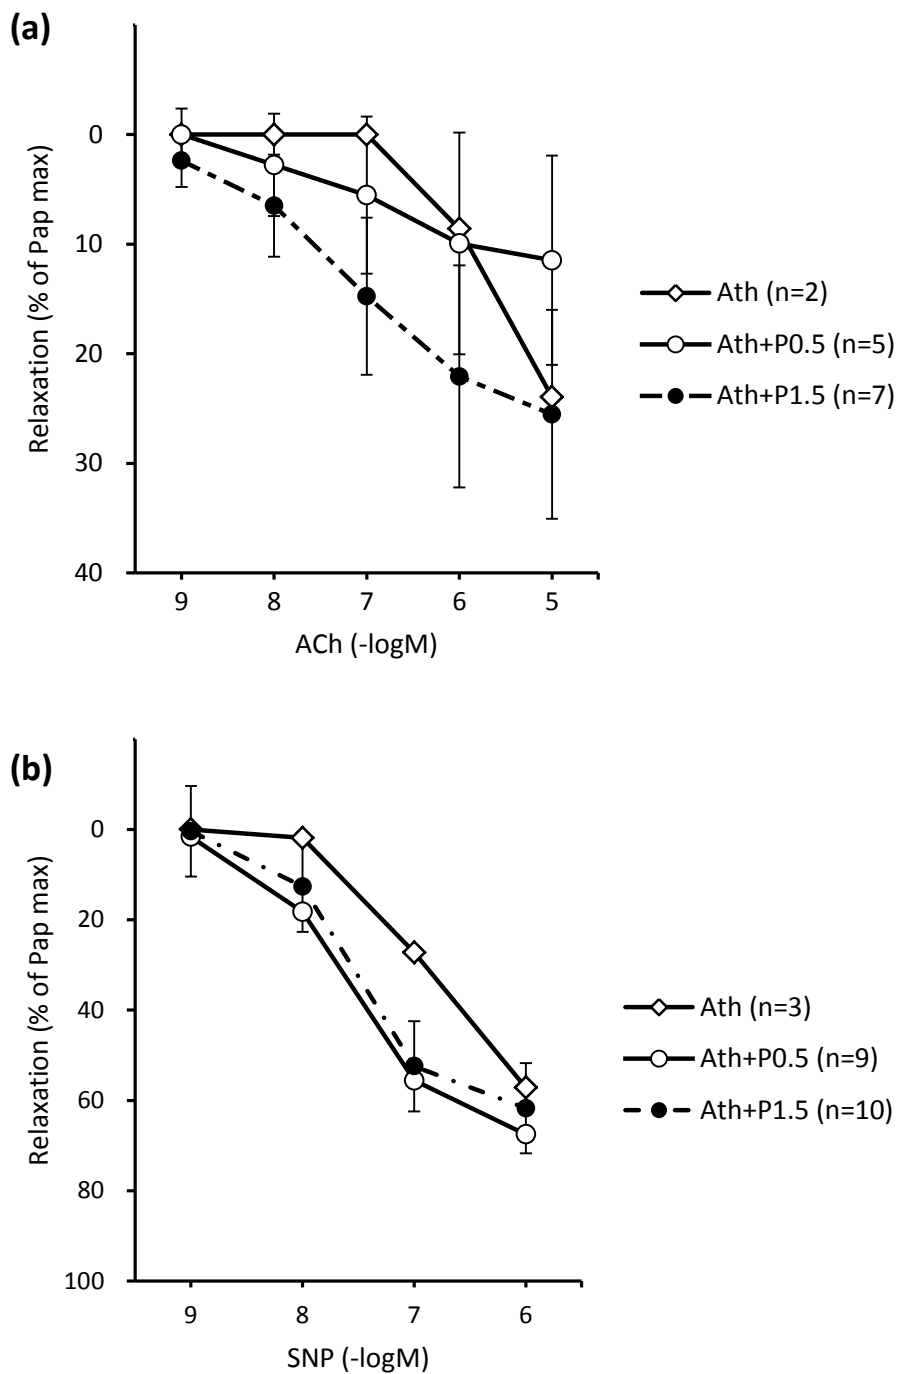 (a)
Relaxation (% of Pap max)
0
10
20
30
40
9 8 7 6 5
ACh (-logM)
Ath (n=2)
Ath+P0.5 (n=5)
Ath+P1.5 (n=7)
(b)
Relaxation (% of Pap max)
0
20
40
60
80
100
9 8 7 6
SNP (-logM)
Ath (n=3)
Ath+P0.5 (n=9)
Ath+P1.5 (n=10)